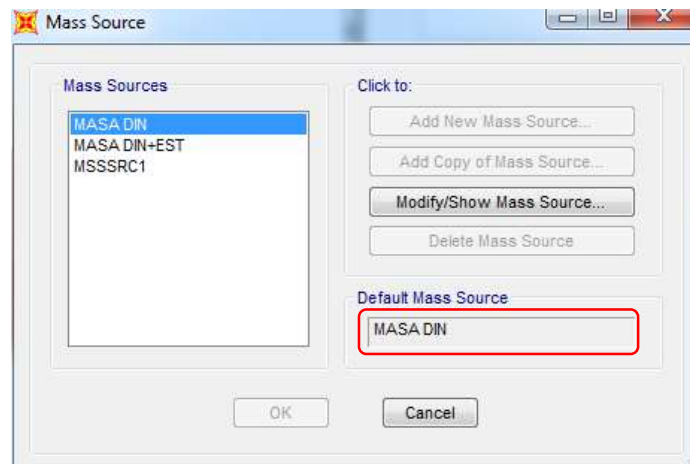 Mass Source
Mass Sources
MASA DIN
MASA DIN+EST
MSSSRC1
Click to:
Add New Mass Source...
Add Copy of Mass Source...
Modify/Show Mass Source...
Delete Mass Source
Default Mass Source
MASA DIN
OK
Cancel